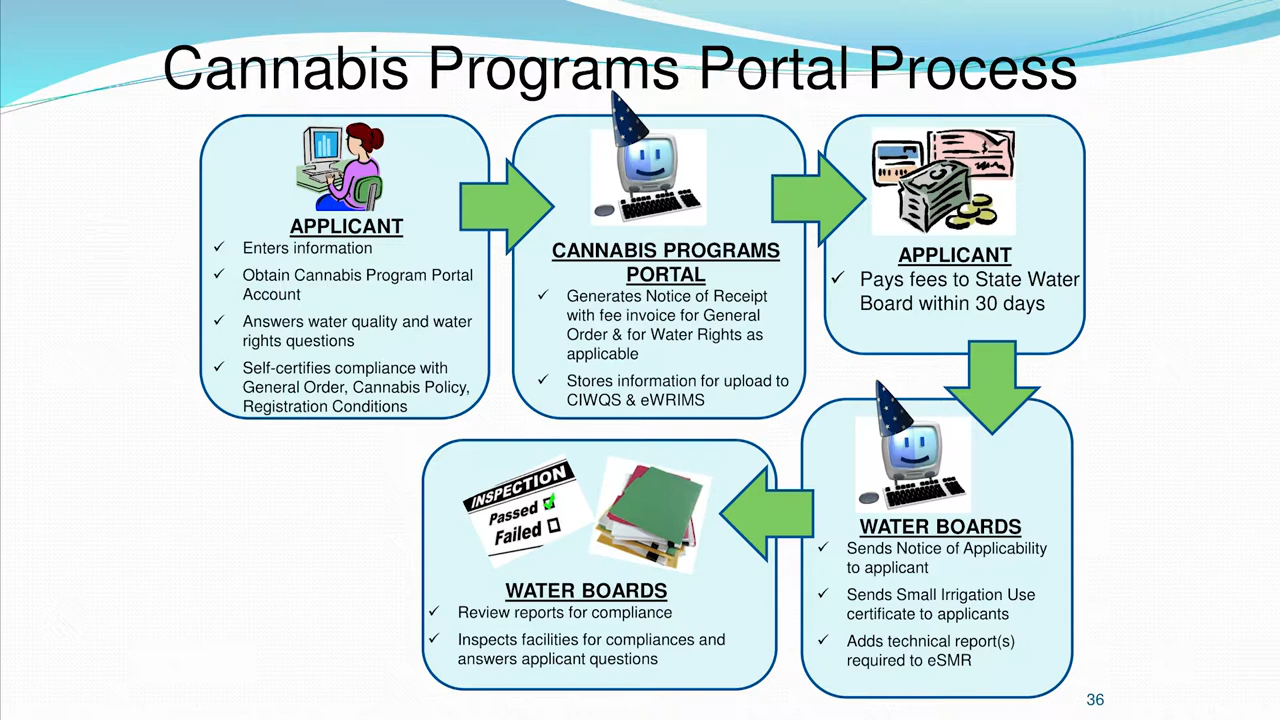 Cannabis Programs Portal Process
APPLICANT
✓ Enters information
✓ Obtain Cannabis Program Portal
Account
✓ Answers water quality and water
rights questions
✓ Self-certifies compliance with
General Order, Cannabis Policy,
Registration Conditions
CANNABIS PROGRAMS
PORTAL
✓ Generates Notice of Receipt
with fee invoice for General
Order & for Water Rights as
applicable
✓ Stores information for upload to
CIWQS & eWRIMS
APPLICANT
✓ Pays fees to State Water
Board within 30 days
WATER BOARDS
✓ Sends Notice of Applicability
to applicant
✓ Sends Small Irrigation Use
certificate to applicants
✓ Adds technical report(s)
required to eSMR
INSPECTION
Passed
Failed
WATER BOARDS
✓ Review reports for compliance
✓ Inspects facilities for compliances and
answers applicant questions
36